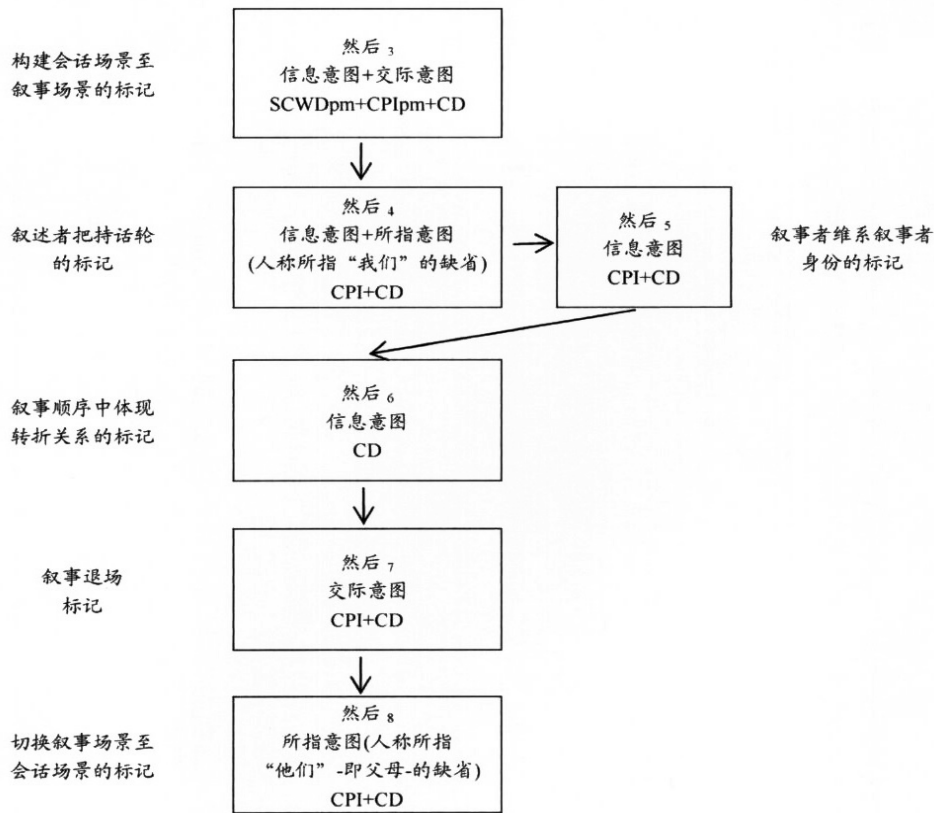 构建会话场景至
叙事场景的标记
然后 3
信息意图+交际意图
SCWDpm+CPIpm+CD
叙述者把持话轮
的标记
然后 4
信息意图+所指意图
(人称所指“我们”的缺省)
CPI+CD
然后 5
信息意图
CPI+CD
叙事者维系叙事者
身份的标记
叙事顺序中体现
转折关系的标记
然后 6
信息意图
CD
叙事退场
标记
然后 7
交际意图
CPI+CD
切换叙事场景至
会话场景的标记
然后 8
所指意图(人称所指
“他们”-即父母-的缺省)
CPI+CD